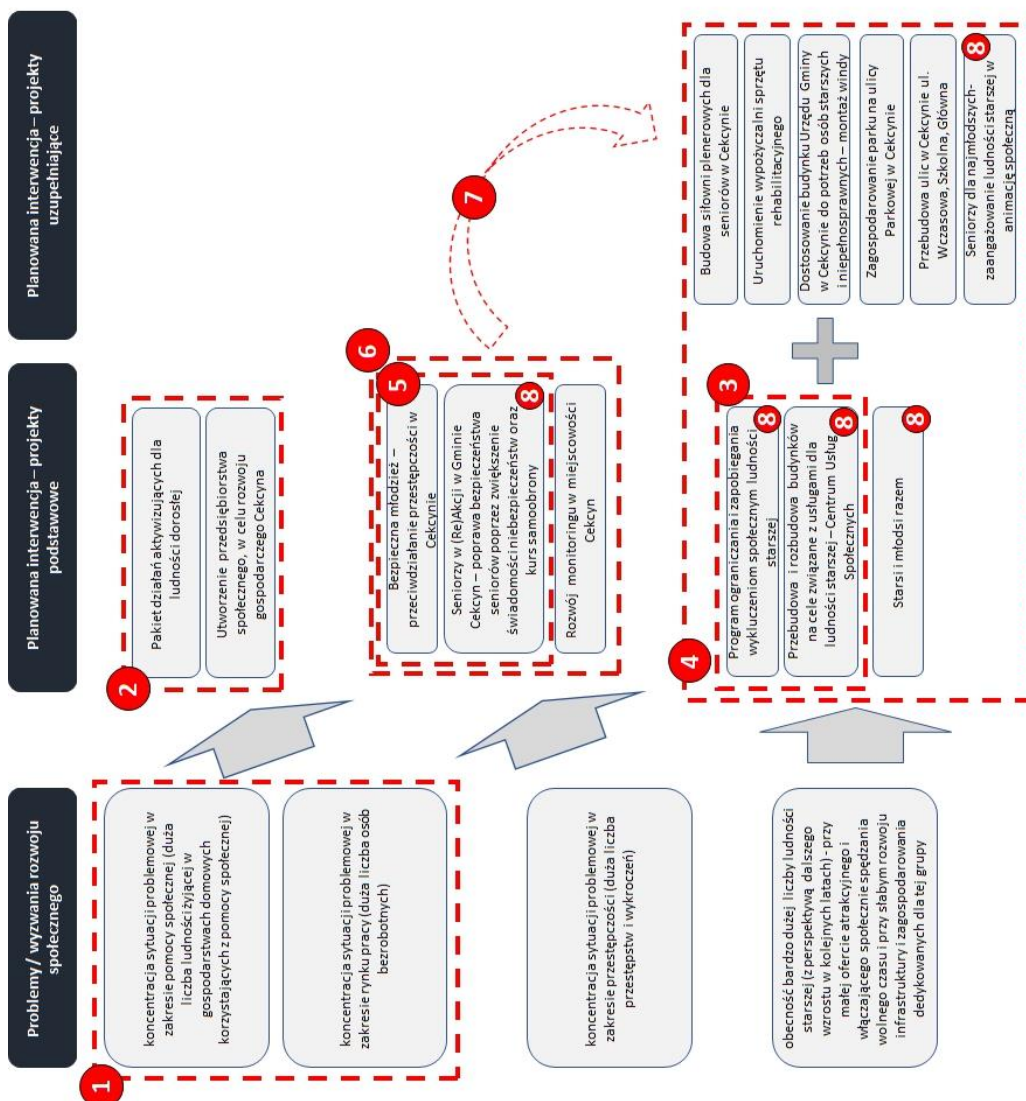 Problemy / wyzwania rozwoju
społecznego
1
koncentracja sytuacji problemowej w
zakresie pomocy społecznej (duża
liczba ludności żyjącej w
gospodarstwach domowych
korzystających z pomocy społecznej)
koncentracja sytuacji problemowej w
zakresie rynku pracy (duża liczba osób
bezrobotnych)
koncentracja sytuacji problemowej w
zakresie przestępczości (duża liczba
przestępstw i wykroczeń)
obecność bardzo dużej liczby ludności
starszej (z perspektywą dalszego
wzrostu w kolejnych latach) - przy
małej ofercie atrakcyjnego i
włączającego społecznie spędzania
wolnego czasu i przy słabym rozwoju
infrastruktury i zagospodarowania
dedykowanych dla tej grupy
Planowana interwencja – projekty
podstawowe
2
Pakiet działań aktywizujących dla
ludności dorosłej
Utworzenie przedsiębiorstwa
społecznego, w celu rozwoju
gospodarczego Cekcyna
6
5
Bezpieczna młodzież –
przeciwdziałanie przestępczości w
Cekcynie
Seniorzy w (Re)Akcji w Gminie
Cekcyn – poprawa bezpieczeństwa
seniorów poprzez zwiększenie
świadomości niebezpieczeństw oraz
kurs samoobrony
8
Rozwój monitoringu w miejscowości
Cekcyn
4
3
Program ograniczania i zapobiegania
wykluczeniom społecznym ludności
starszej
8
Przebudowa i rozbudowa budynków
na cele związane z usługami dla
ludności starszej – Centrum Usług
Społecznych
8
Starsi i młodsi razem
8
Planowana interwencja – projekty
uzupełniające
7
Budowa siłowni plenerowych dla
seniorów w Cekcynie
Uruchomienie wypożyczalni sprzętu
rehabilitacyjnego
Dostosowanie budynku Urzędu Gminy
w Cekcynie do potrzeb osób starszych
i niepełnosprawnych – montaż windy
Zagospodarowanie parku na ulicy
Parkowej w Cekcynie
Przebudowa ulic w Cekcynie ul.
Wczasowa, Szkolna, Główna
Seniorzy dla najmłodszych-
zaangażowanie ludności starszej w
animację społeczną
8